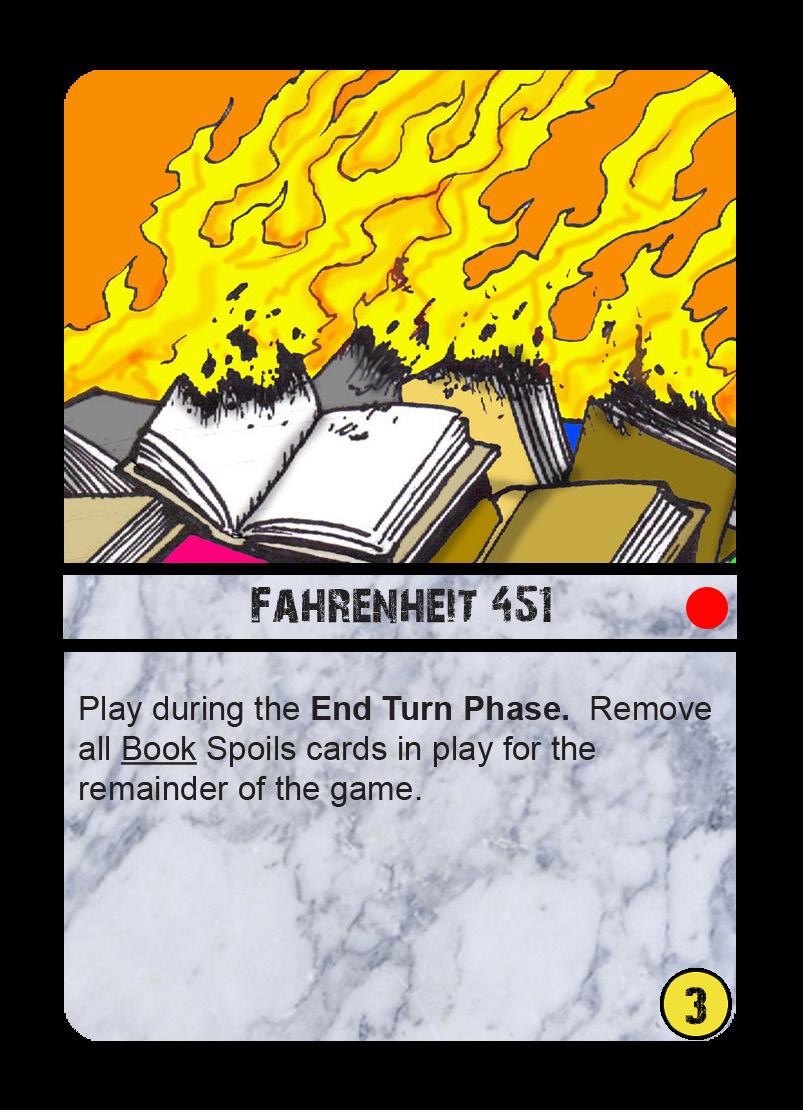 Fahrenheit 451
Play during the End Turn Phase.  Remove
all Book Spoils cards in play for the
remainder of the game.
3